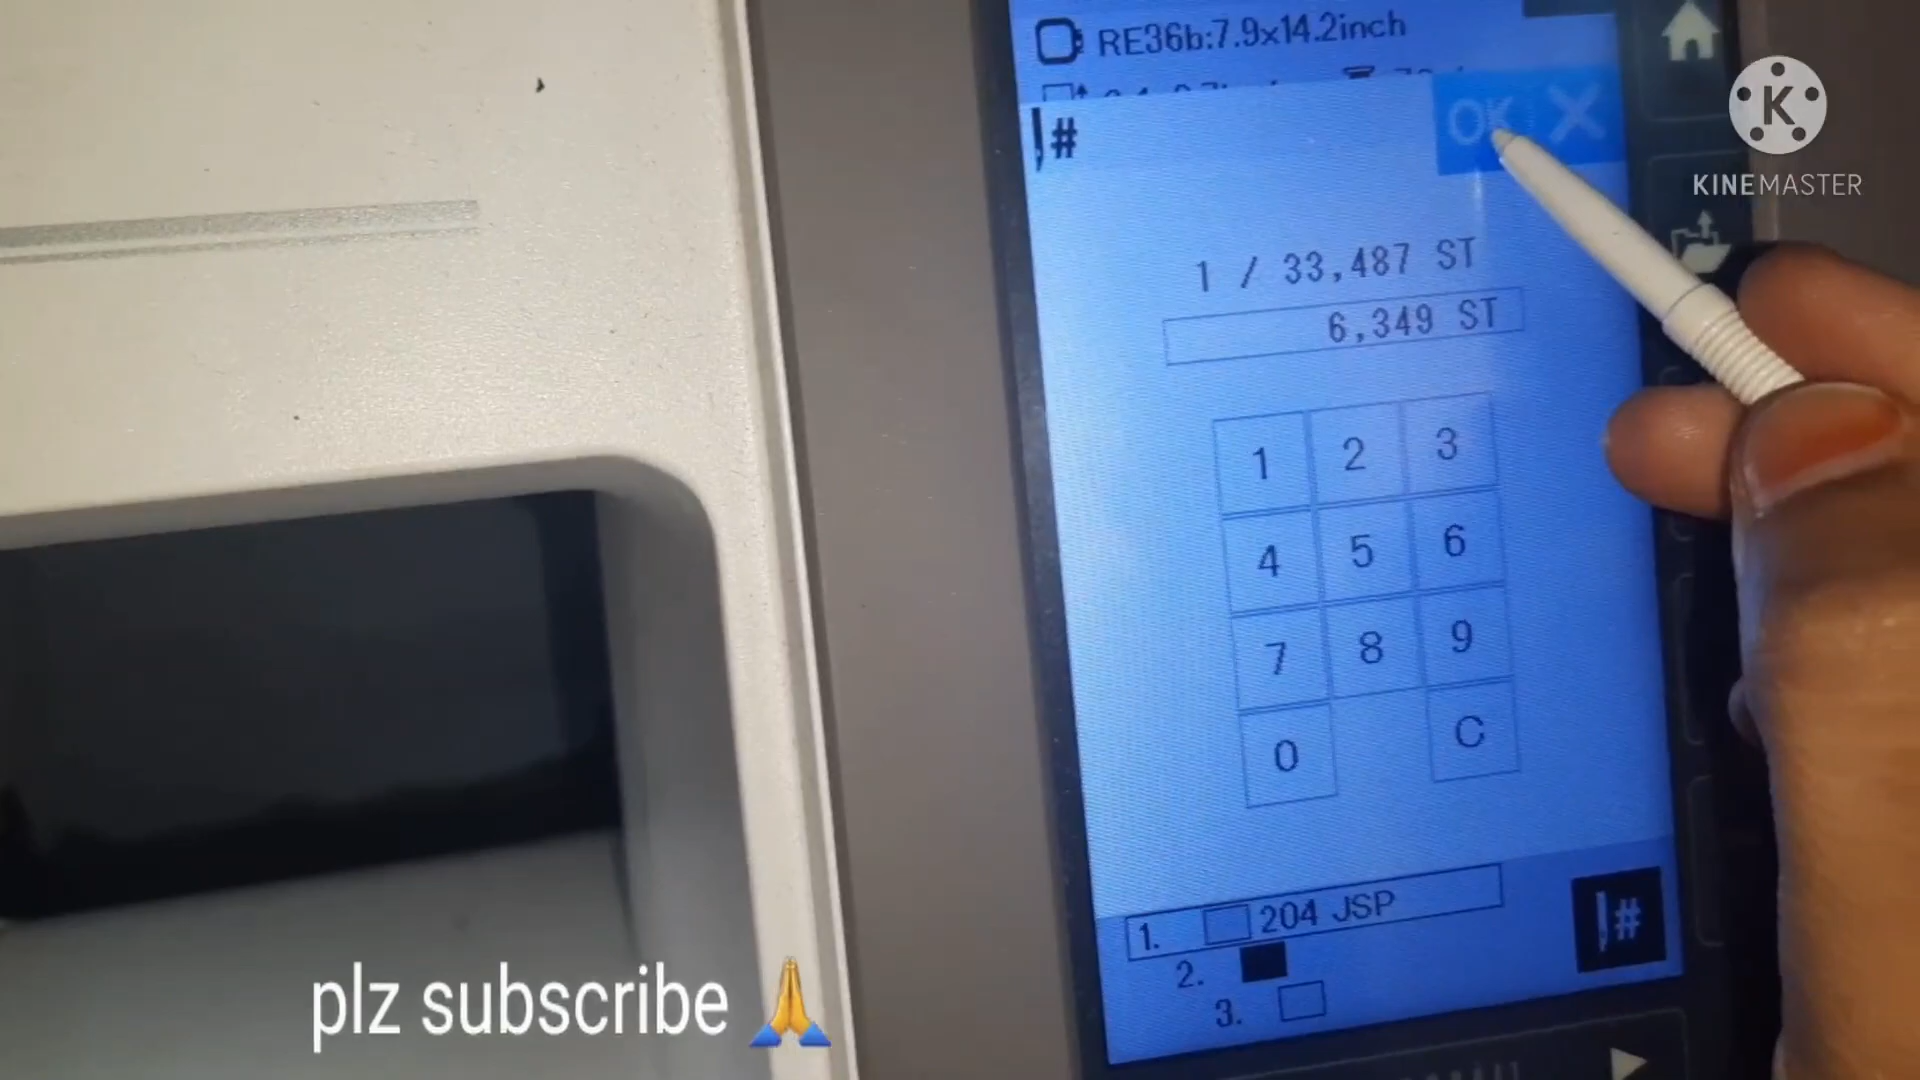 RE36b:7.9x14.2inch
#
OK X
1 / 33,487 ST
6,349 ST
1 2 3
4 5 6
7 8 9
0 C
1. 204 JSP
2.
3.
#
K
KINEMASTER
plz subscribe 🙏